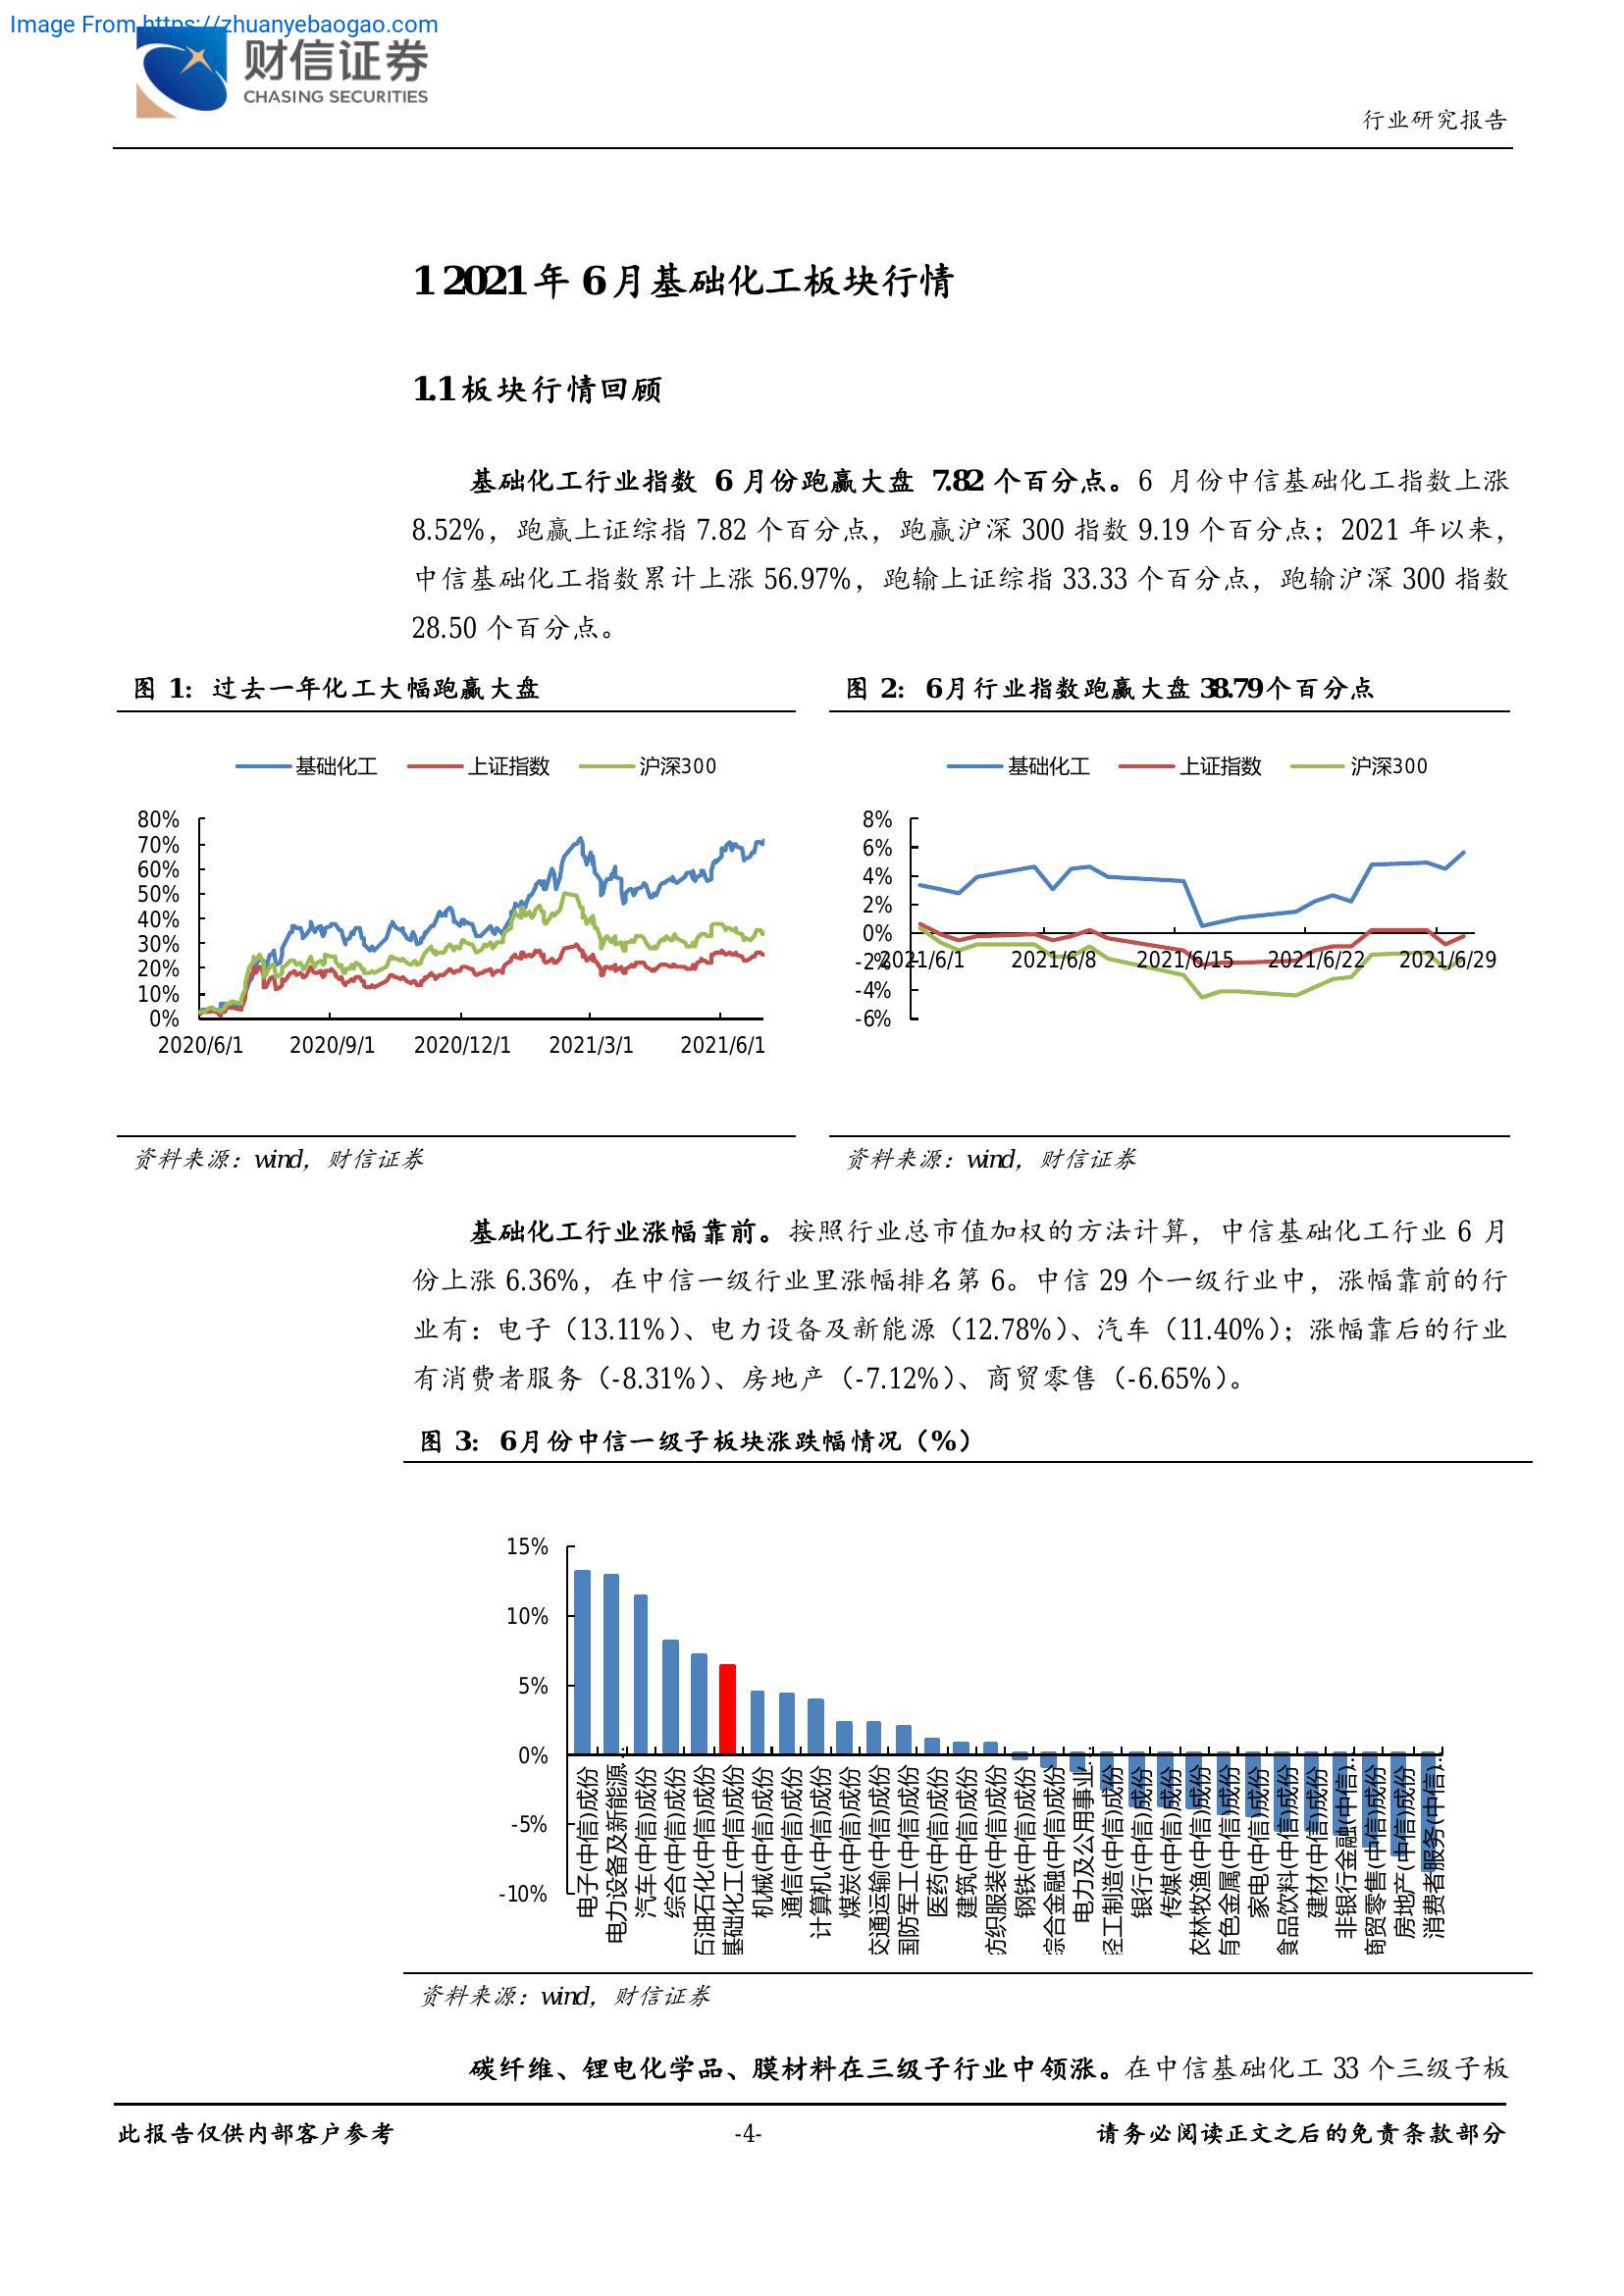 Image From https://zhuanyebaogao.com
财信证券
CHASING SECURITIES
行业研究报告
1 2021年 6月基础化工板块行情
1.1板块行情回顾
基础化工行业指数 6 月份跑赢大盘 7.82 个百分点。6 月份中信基础化工指数上涨
8.52%，跑赢上证综指 7.82 个百分点，跑赢沪深 300 指数 9.19 个百分点；2021 年以来，
中信基础化工指数累计上涨 56.97%，跑输上证综指 33.33 个百分点，跑输沪深 300 指数
28.50 个百分点。
图 1：过去一年化工大幅跑赢大盘
基础化工 上证指数 沪深300
80%
70%
60%
50%
40%
30%
20%
10%
0%
2020/6/1 2020/9/1 2020/12/1 2021/3/1 2021/6/1
资料来源：wind，财信证券
图 2：6月行业指数跑赢大盘 38.79个百分点
基础化工 上证指数 沪深300
8%
6%
4%
2%
0%
-2%
-4%
-6%
2021/6/1 2021/6/8 2021/6/15 2021/6/22 2021/6/29
资料来源：wind，财信证券
基础化工行业涨幅靠前。按照行业总市值加权的方法计算，中信基础化工行业 6 月
份上涨 6.36%，在中信一级行业里涨幅排名第 6。中信 29 个一级行业中，涨幅靠前的行
业有：电子（13.11%）、电力设备及新能源（12.78%）、汽车（11.40%）；涨幅靠后的行业
有消费者服务（-8.31%）、房地产（-7.12%）、商贸零售（-6.65%）。
图 3：6月份中信一级子板块涨跌幅情况（%）
15%
10%
5%
0%
-5%
-10%
电子(中信)成份
电力设备及新能源…
汽车(中信)成份
综合(中信)成份
石油石化(中信)成份
基础化工(中信)成份
机械(中信)成份
通信(中信)成份
计算机(中信)成份
煤炭(中信)成份
交通运输(中信)成份
国防军工(中信)成份
医药(中信)成份
建筑(中信)成份
纺织服装(中信)成份
钢铁(中信)成份
综合金融(中信)成份
电力及公用事业…
轻工制造(中信)成份
银行(中信)成份
传媒(中信)成份
农林牧渔(中信)成份
有色金属(中信)成份
家电(中信)成份
食品饮料(中信)成份
建材(中信)成份
非银行金融(中信)…
商贸零售(中信)成份
房地产(中信)成份
消费者服务(中信)…
资料来源：wind，财信证券
碳纤维、锂电化学品、膜材料在三级子行业中领涨。在中信基础化工 33 个三级子板
此报告仅供内部客户参考
-4-
请务必阅读正文之后的免责条款部分